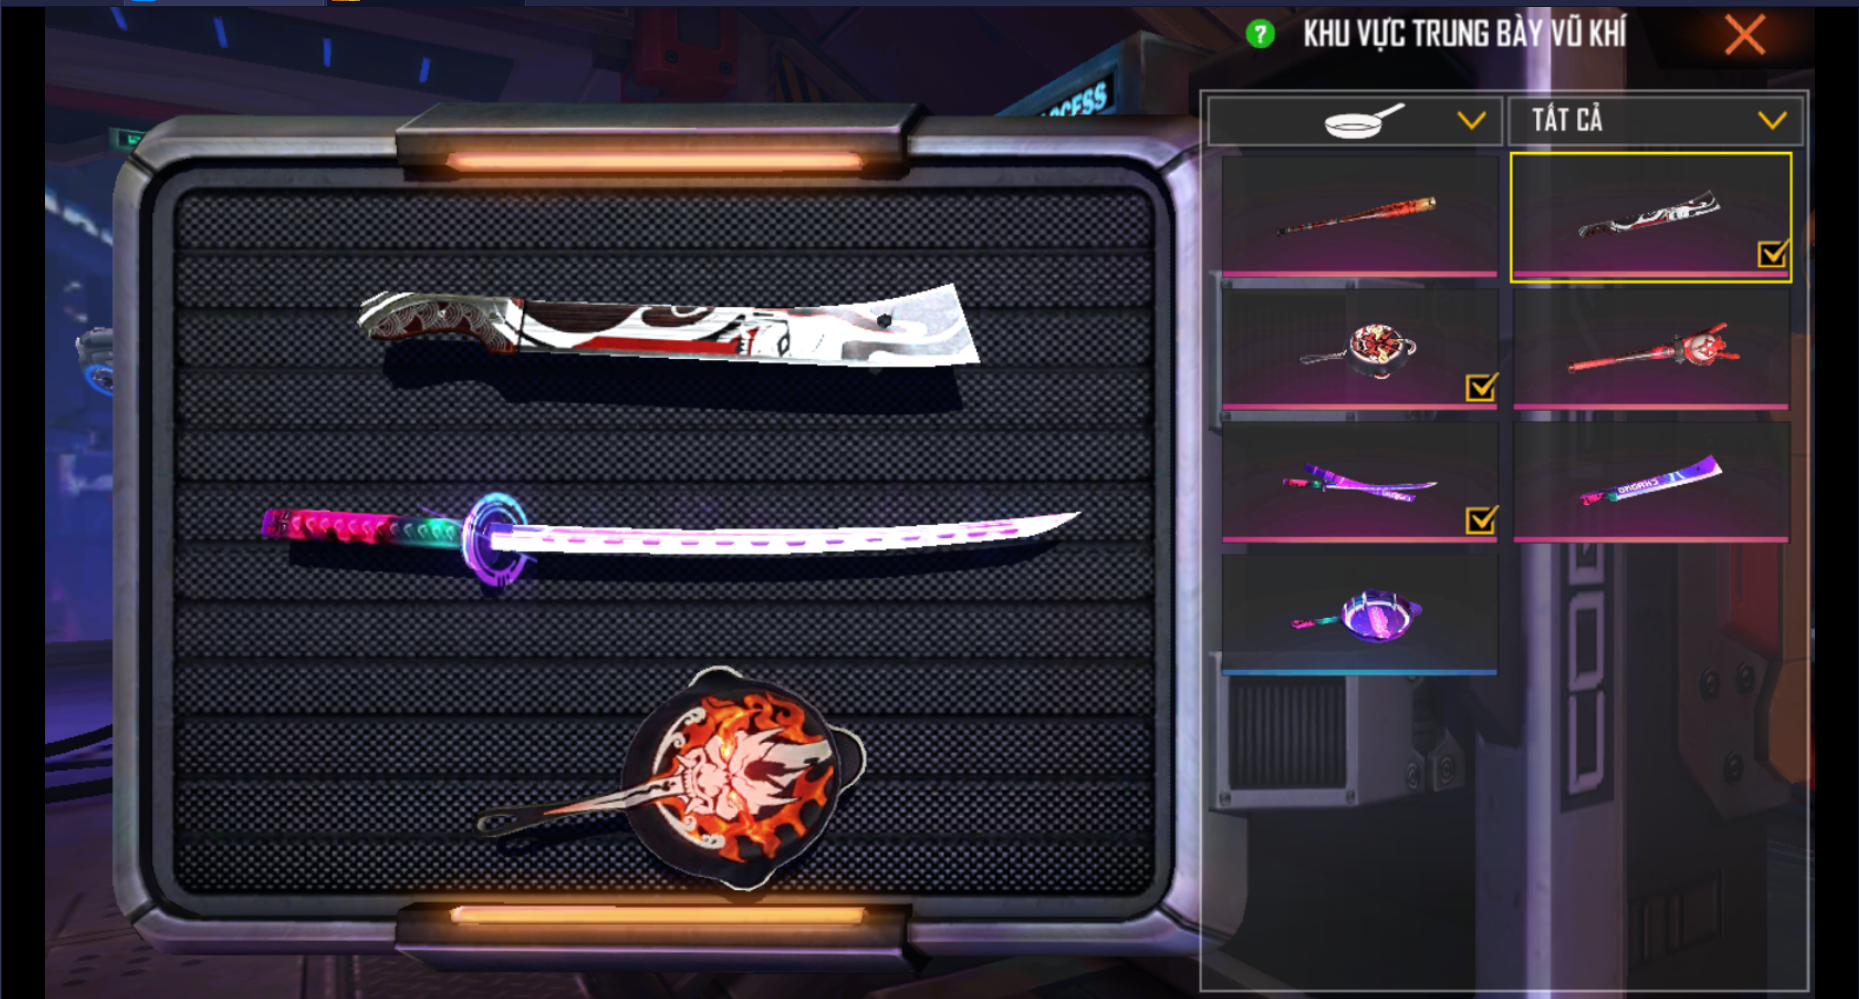 ? KHU VỰC TRUNG BÀY VŨ KHÍ
TẤT CẢ